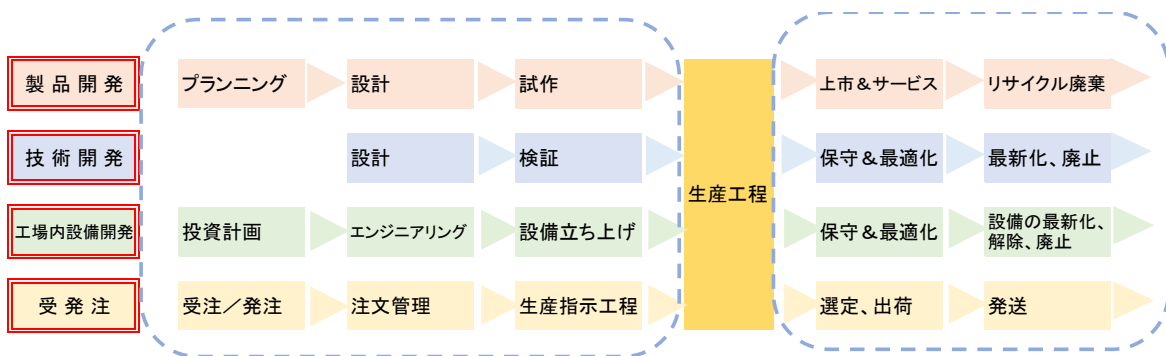 製品開発
プランニング
設計
試作
上市＆サービス
リサイクル廃棄
技術開発
設計
検証
保守＆最適化
最新化、廃止
生産工程
工場内設備開発
投資計画
エンジニアリング
設備立ち上げ
保守＆最適化
設備の最新化、
解除、廃止
受発注
受注／発注
注文管理
生産指示工程
選定、出荷
発送